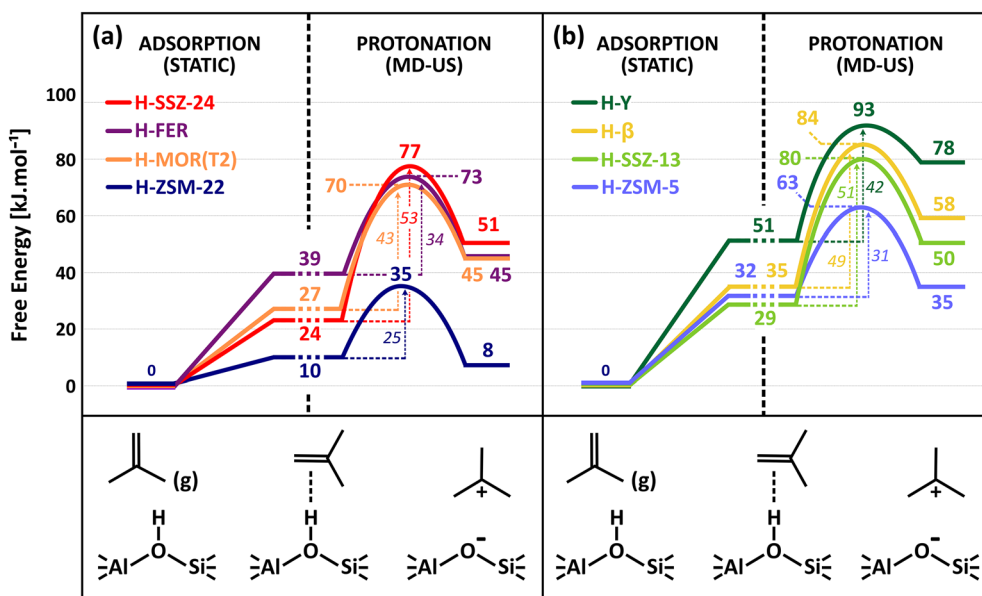 (a)
ADSORPTION
(STATIC)
PROTONATION
(MD-US)
Free Energy [kJ.mol⁻¹]
100
80
60
40
20
0
H-SSZ-24
H-FER
H-MOR(T2)
H-ZSM-22
77
73
70
53
51
43
34
39
35
45 45
27
24
25
10
8
0
(b)
ADSORPTION
(STATIC)
PROTONATION
(MD-US)
H-Y
H-β
H-SSZ-13
H-ZSM-5
93
84
80
78
63
51
42
58
51
50
49
31
32 35
29
35
0
(g)
H
O
Al Si
H
O
Al Si
+
O-
Al Si
(g)
H
O
Al Si
H
O
Al Si
+
O-
Al Si